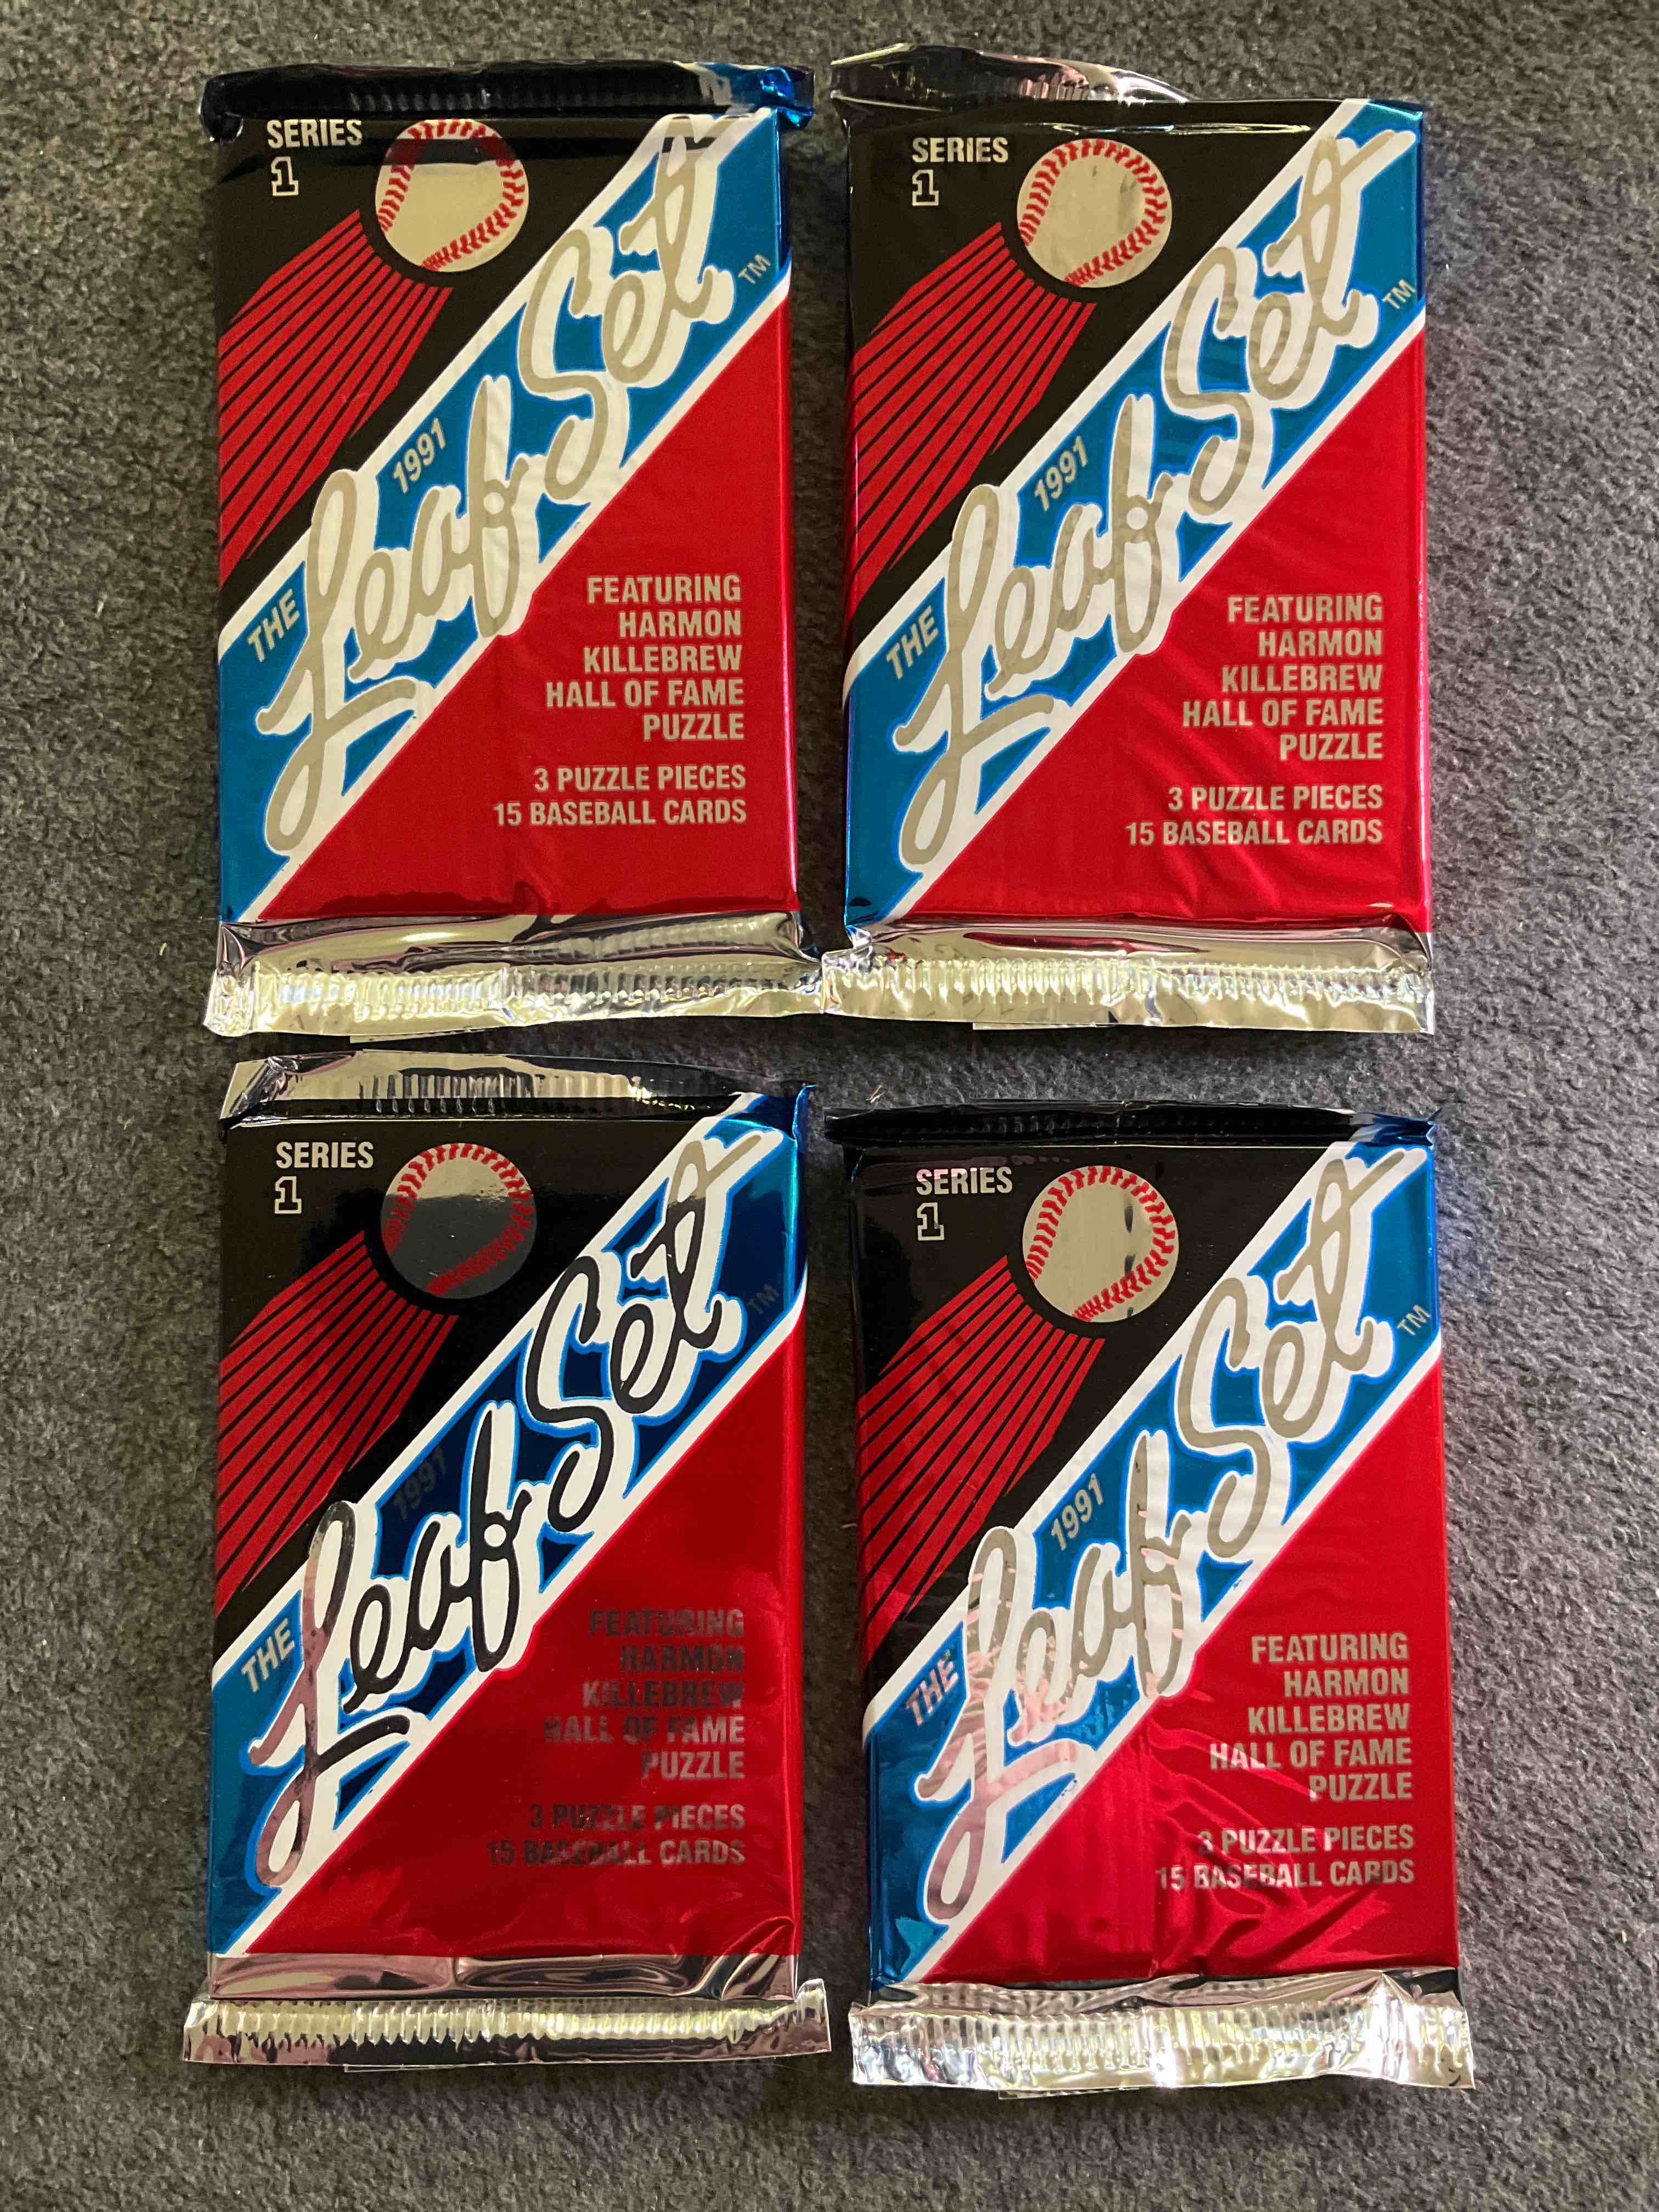 SERIES
1
THE 1991 Leaf Set TM
FEATURING
HARMON
KILLEBREW
HALL OF FAME
PUZZLE
3 PUZZLE PIECES
15 BASEBALL CARDS
SERIES
1
THE 1991 Leaf Set TM
FEATURING
HARMON
KILLEBREW
HALL OF FAME
PUZZLE
3 PUZZLE PIECES
15 BASEBALL CARDS
SERIES
1
THE 1991 Leaf Set TM
FEATURING
HARMON
KILLEBREW
HALL OF FAME
PUZZLE
3 PUZZLE PIECES
15 BASEBALL CARDS
SERIES
1
THE 1991 Leaf Set TM
FEATURING
HARMON
KILLEBREW
HALL OF FAME
PUZZLE
3 PUZZLE PIECES
15 BASEBALL CARDS